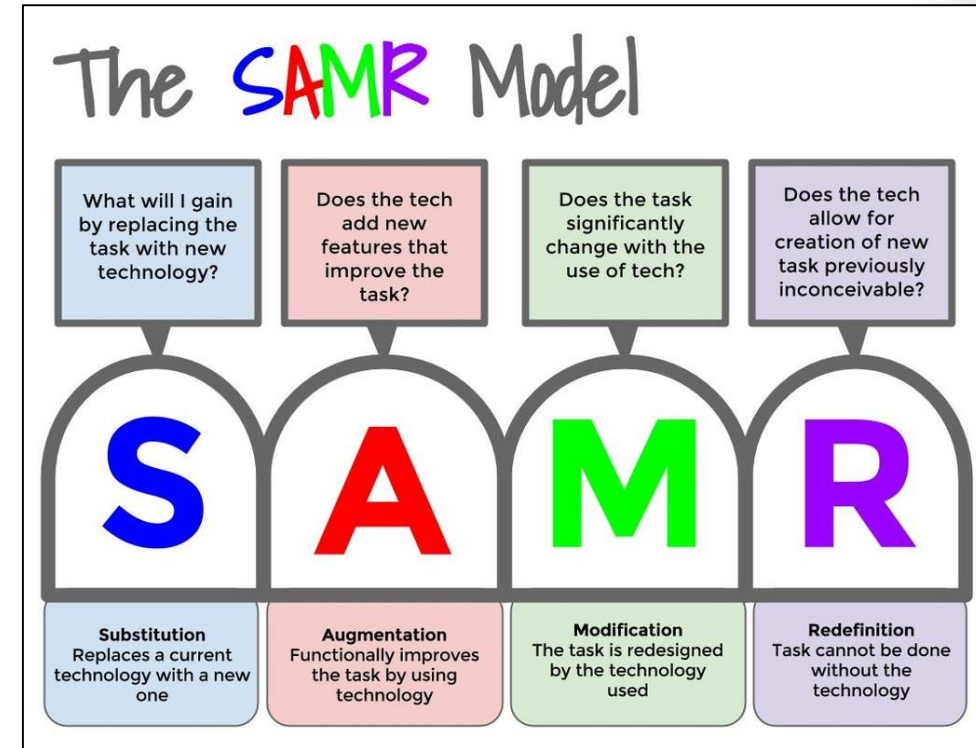 The SAMR Model
What will I gain
by replacing the
task with new
technology?
Does the tech
add new
features that
improve the
task?
Does the task
significantly
change with the
use of tech?
Does the tech
allow for
creation of new
task previously
inconceivable?
S
A
M
R
Substitution
Replaces a current
technology with a new
one
Augmentation
Functionally improves
the task by using
technology
Modification
The task is redesigned
by the technology
used
Redefinition
Task cannot be done
without the
technology